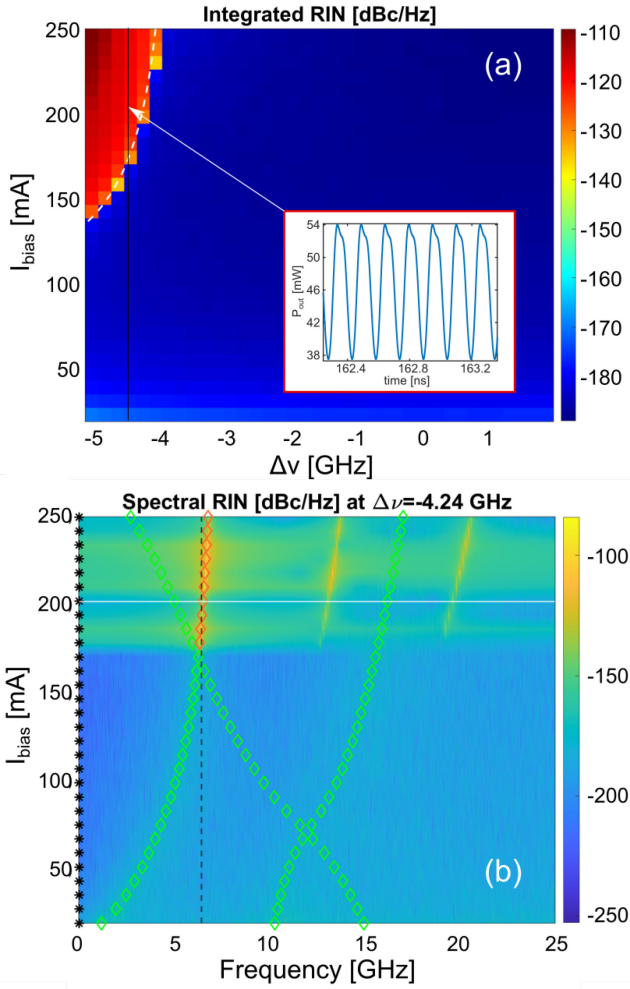 Integrated RIN [dBc/Hz]
(a)
I_bias [mA]
250
200
150
100
50
-5 -4 -3 -2 -1 0 1
Δν [GHz]
-110
-120
-130
-140
-150
-160
-170
-180
P_out [mW]
54
50
46
42
38
162.4 162.8 163.2
time [ns]
Spectral RIN [dBc/Hz] at Δν=-4.24 GHz
(b)
I_bias [mA]
250
200
150
100
50
0 5 10 15 20 25
Frequency [GHz]
-100
-150
-200
-250